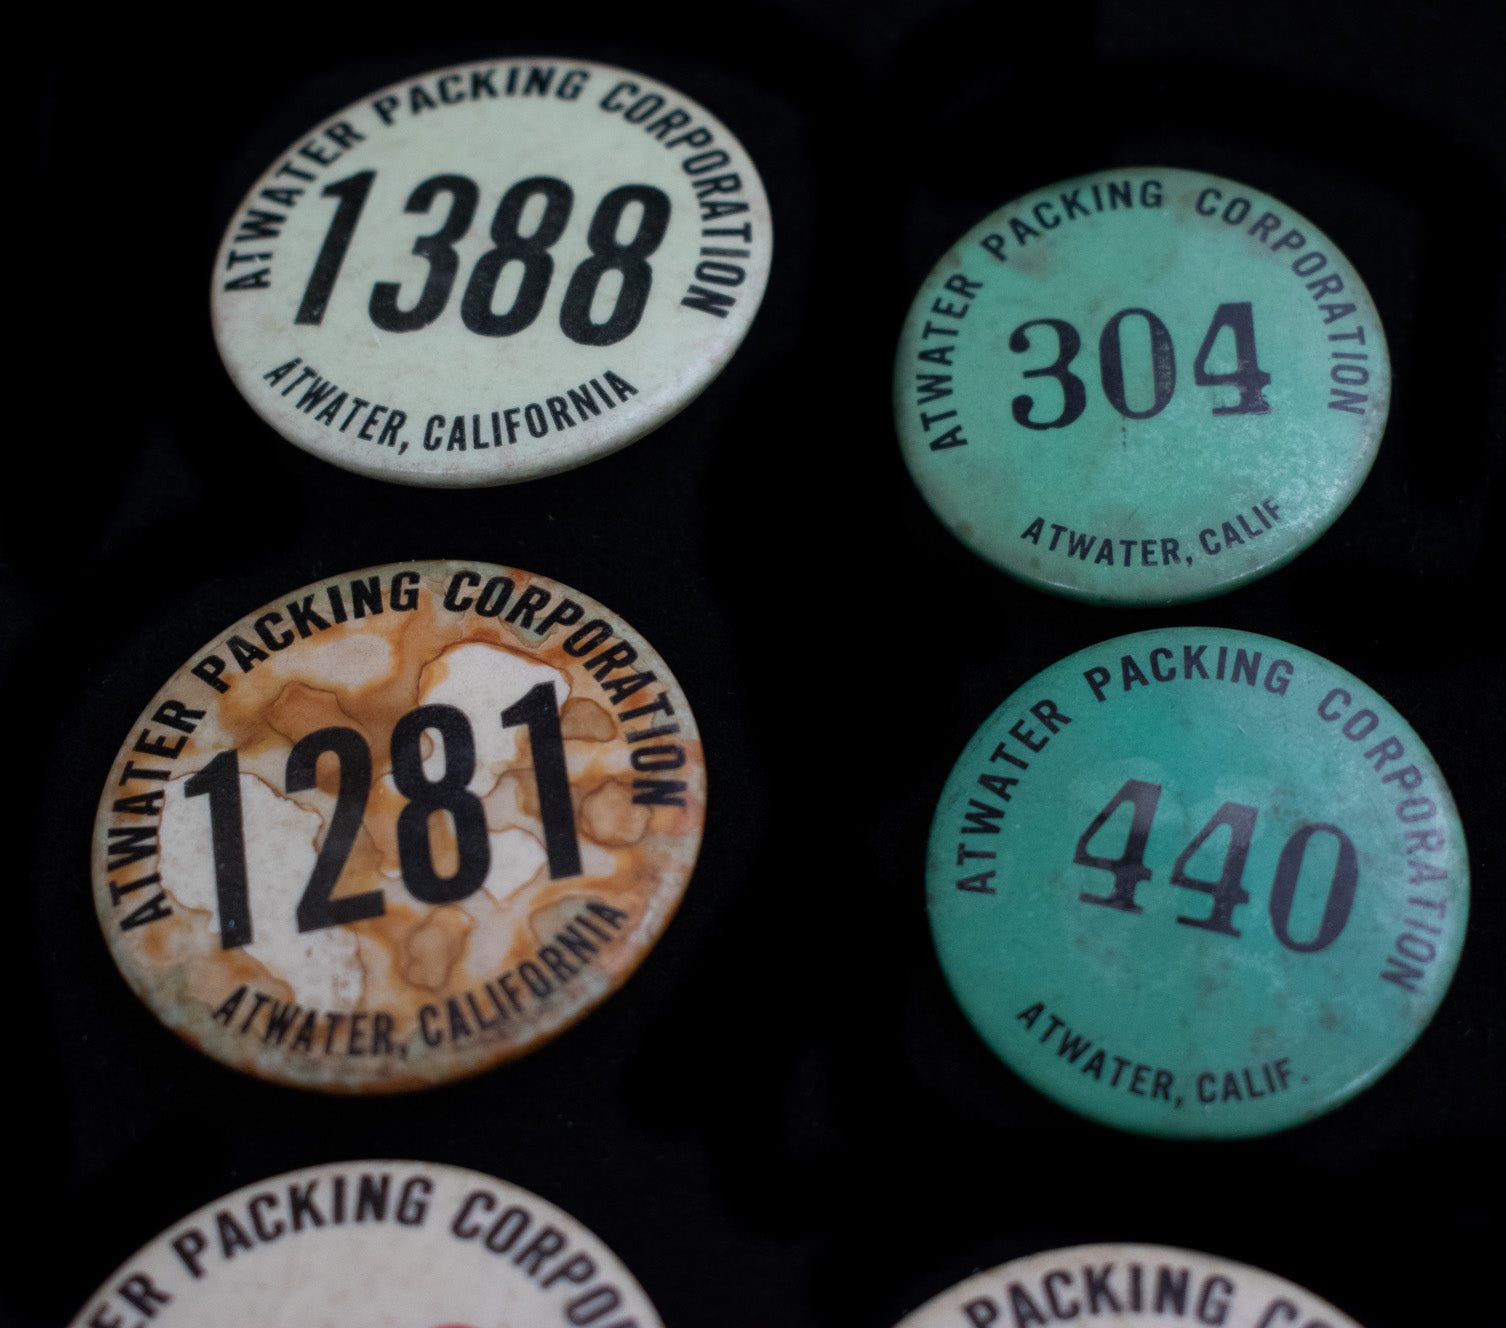 ATWATER PACKING CORPORATION
1388
ATWATER, CALIFORNIA
ATWATER PACKING CORPORATION
304
ATWATER, CALIF
ATWATER PACKING CORPORATION
1281
ATWATER, CALIFORNIA
ATWATER PACKING CORPORATION
440
ATWATER, CALIF.
PACKING
PACKING